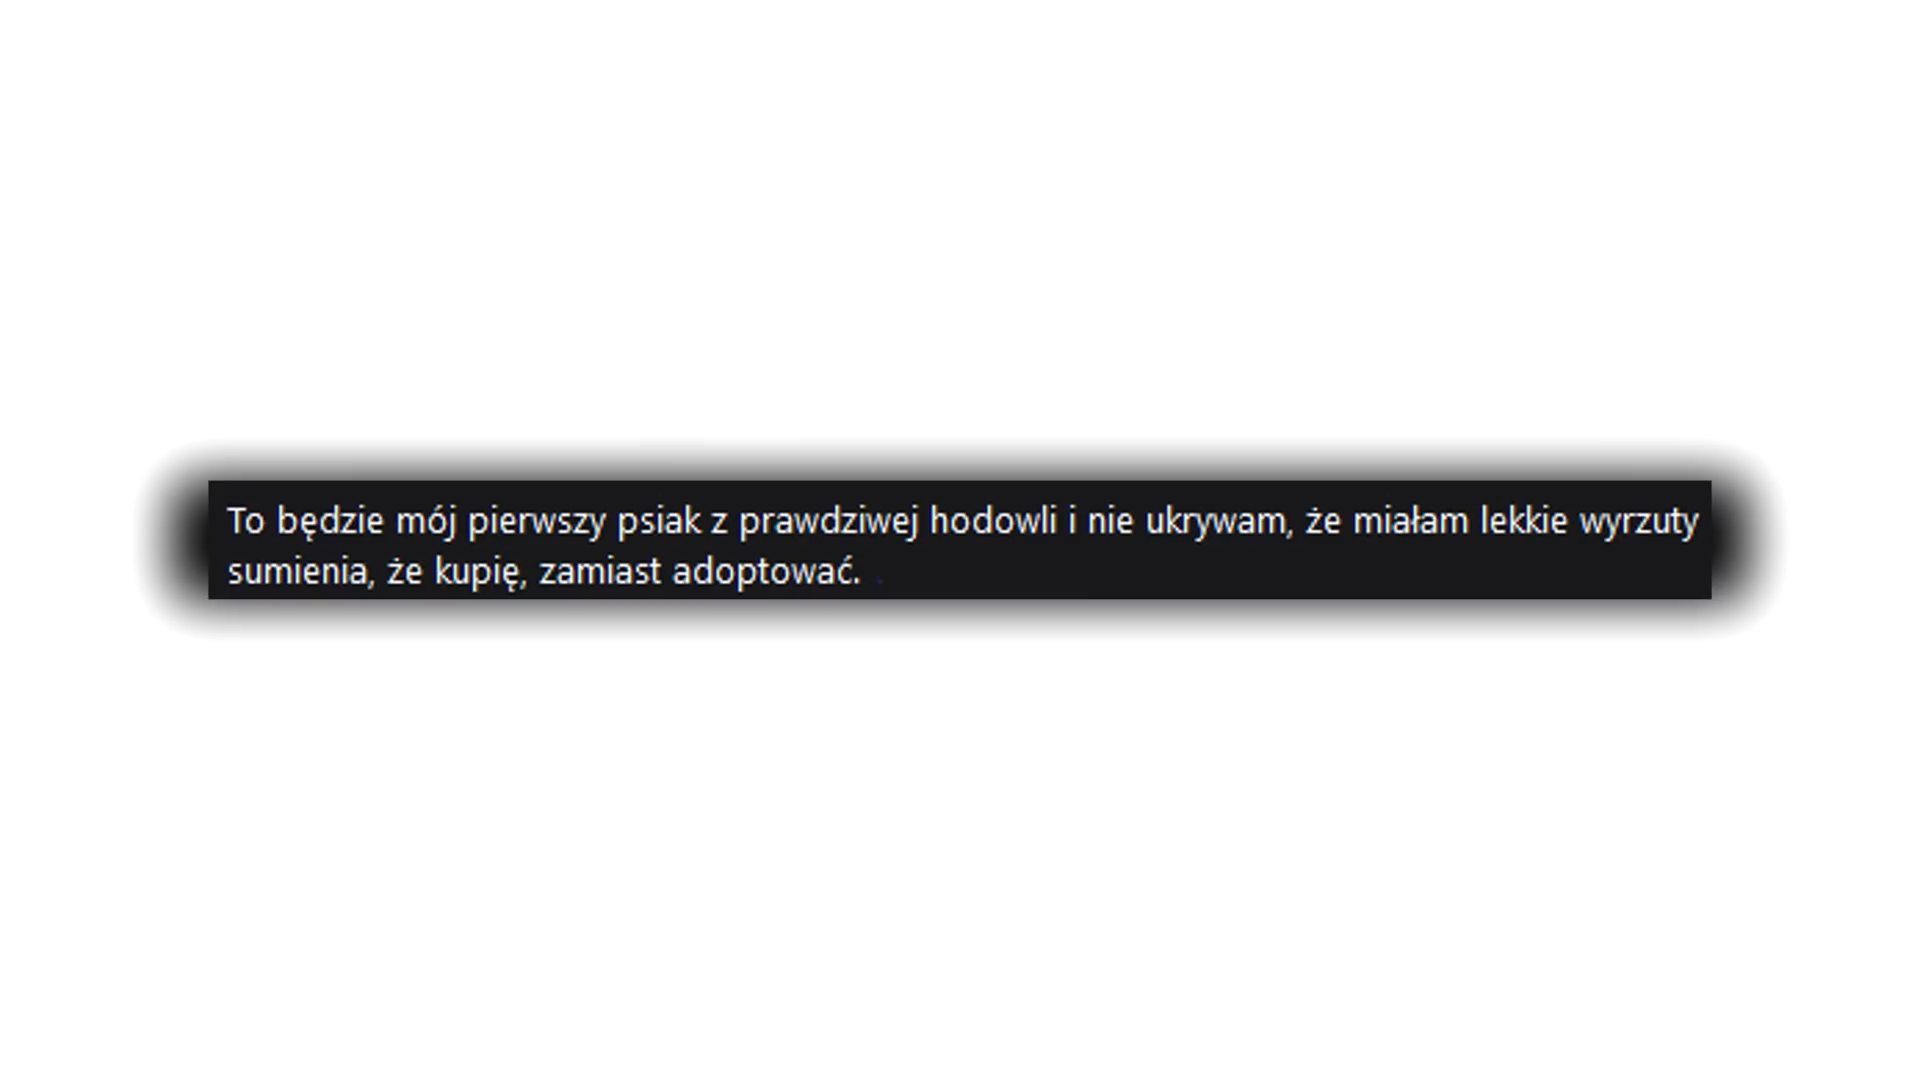 To będzie mój pierwszy psiak z prawdziwej hodowli i nie ukrywam, że miałam lekkie wyrzuty
sumienia, że kupię, zamiast adoptować.